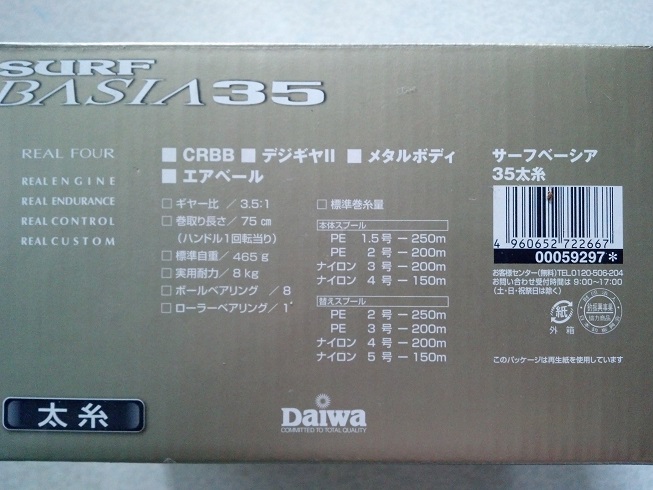 SURF
BASIA35
REAL FOUR
REAL ENGINE
REAL ENDURANCE
REAL CONTROL
REAL CUSTOM
■ CRBB ■ デジギヤII ■ メタルボディ
■ エアベール
□ ギヤー比 / 3.5:1
□ 巻取り長さ / 75 ㎝
(ハンドル1回転当り)
□ 標準自重 / 465 g
□ 実用耐力 / 8 kg
□ ボールベアリング / 8
□ ローラーベアリング / 1
□ 標準巻糸量
本体スプール
PE 1.5号 − 250m
PE 2 号 − 200m
ナイロン 3 号 − 200m
ナイロン 4 号 − 150m
替えスプール
PE 2 号 − 250m
PE 3 号 − 200m
ナイロン 4 号 − 200m
ナイロン 5 号 − 150m
サーフベーシア
35太糸
4 960652 722667
00059297*
お客様センター(無料)TEL0120-506-204
お問い合わせ受付時間は 9:00〜17:00
(土・日・祝祭日は除く)
紙
外 箱
このパッケージは再生紙を使用しています。
太 糸
Daiwa
COMMITTED TO TOTAL QUALITY